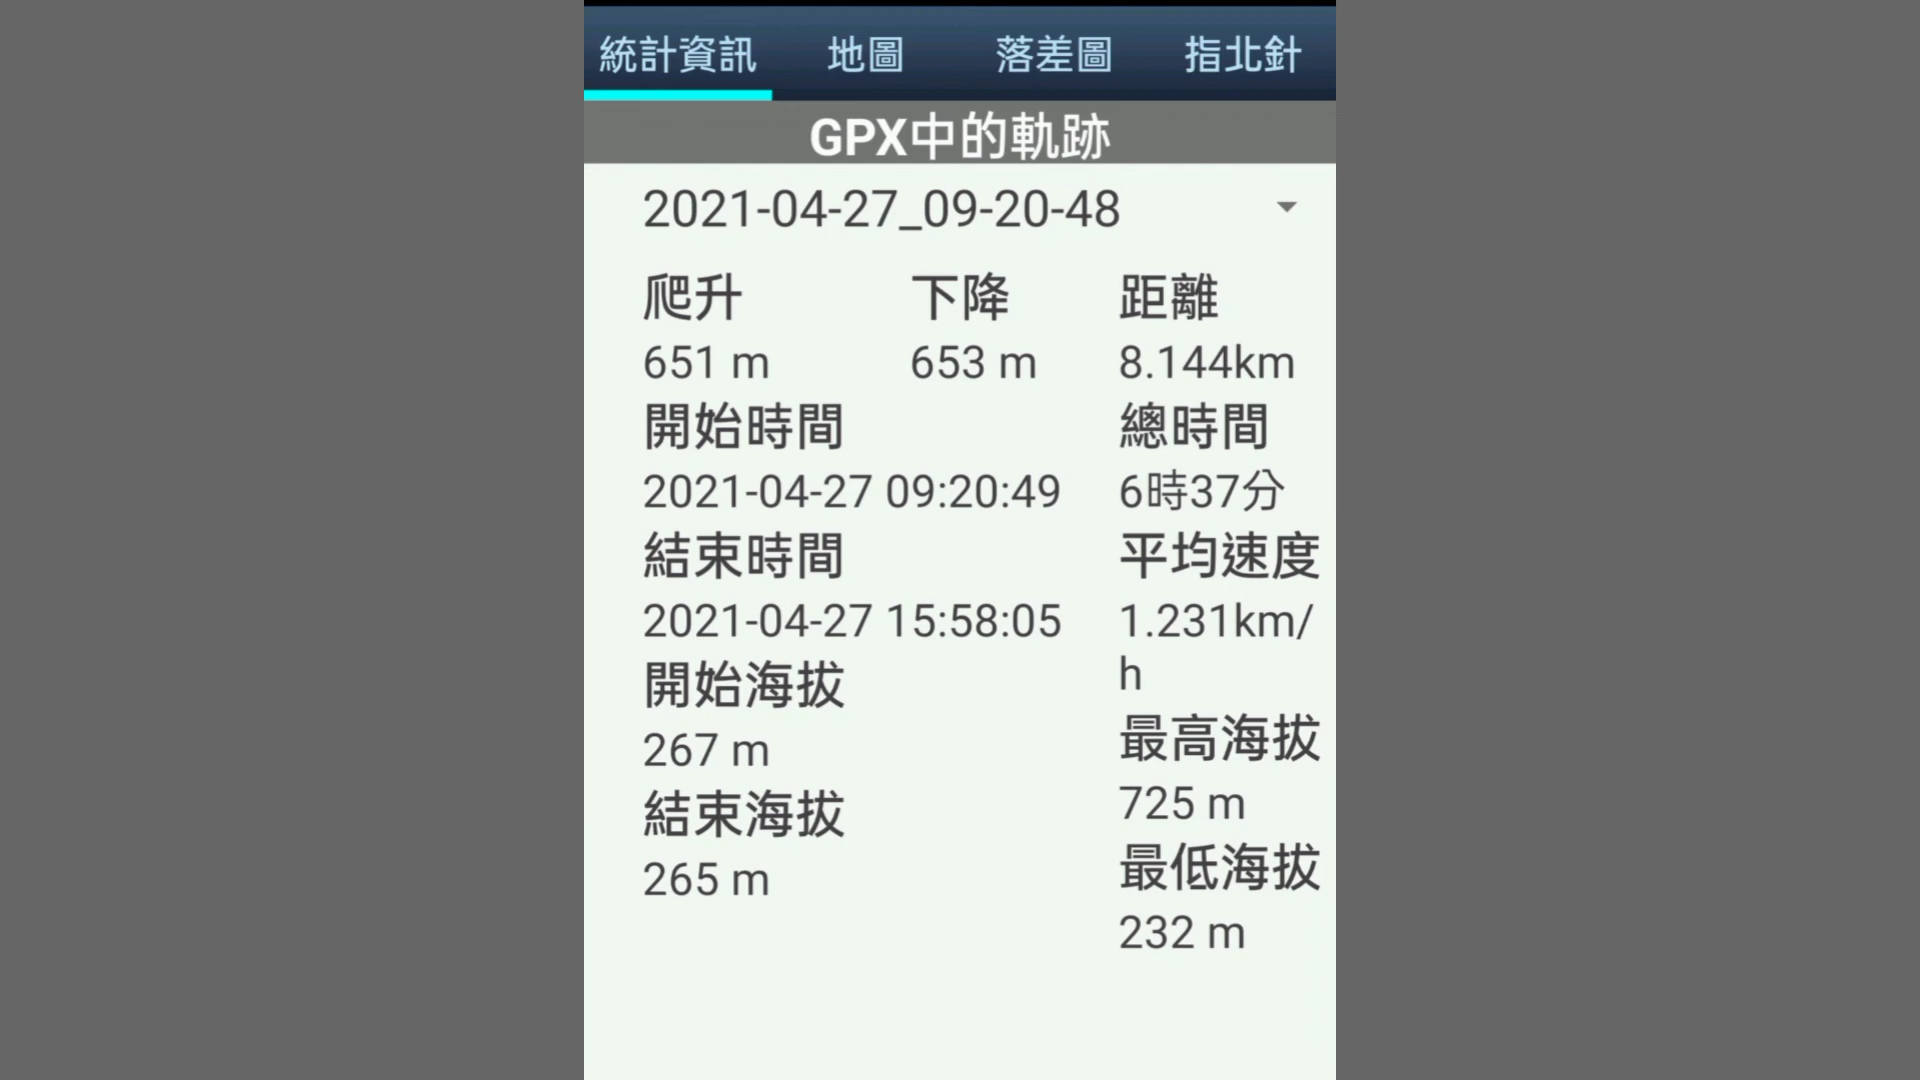 統計資訊 地圖 落差圖 指北針
GPX中的軌跡
2021-04-27_09-20-48
爬升 下降 距離
651 m 653 m 8.144km
開始時間 總時間
2021-04-27 09:20:49 6時37分
結束時間 平均速度
2021-04-27 15:58:05 1.231km/
h
開始海拔
最高海拔
267 m
725 m
結束海拔
最低海拔
265 m
232 m